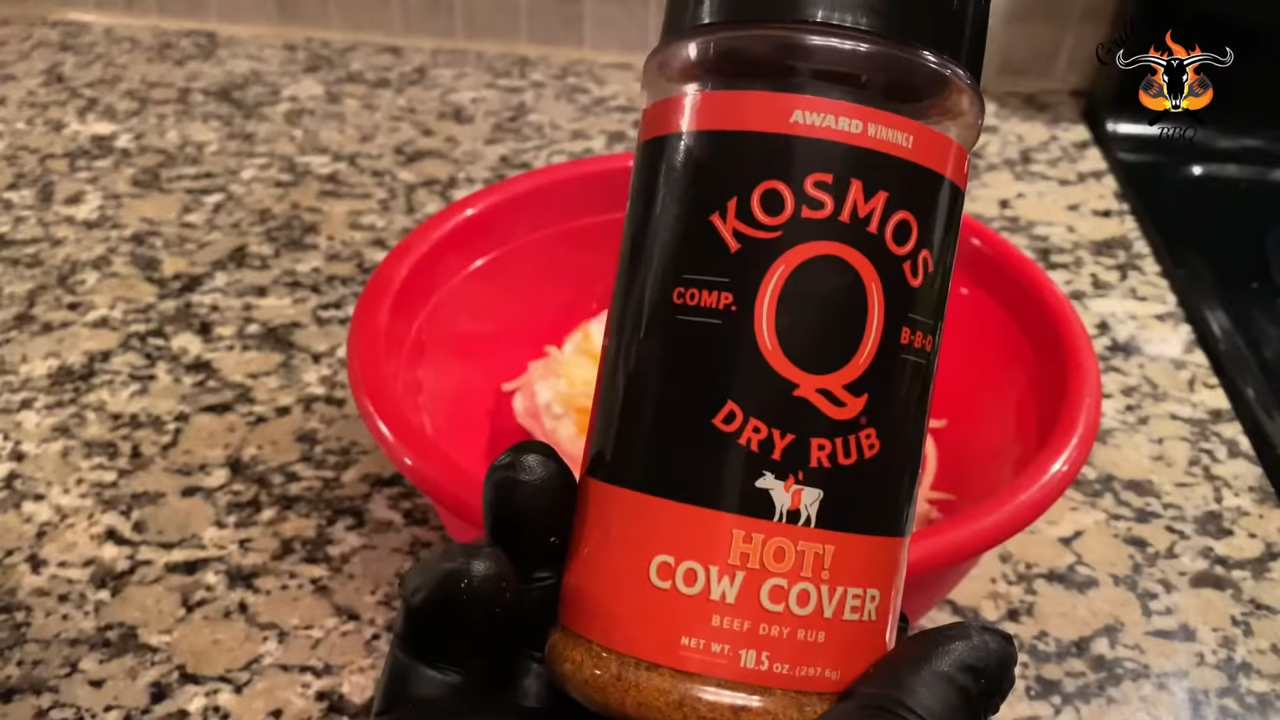 AWARD WINNING!
KOSMOS
Q
COMP.
B-B-Q
DRY RUB
HOT!
COW COVER
BEEF DRY RUB
NET WT. 10.5 OZ. (297.6g)
BBQ